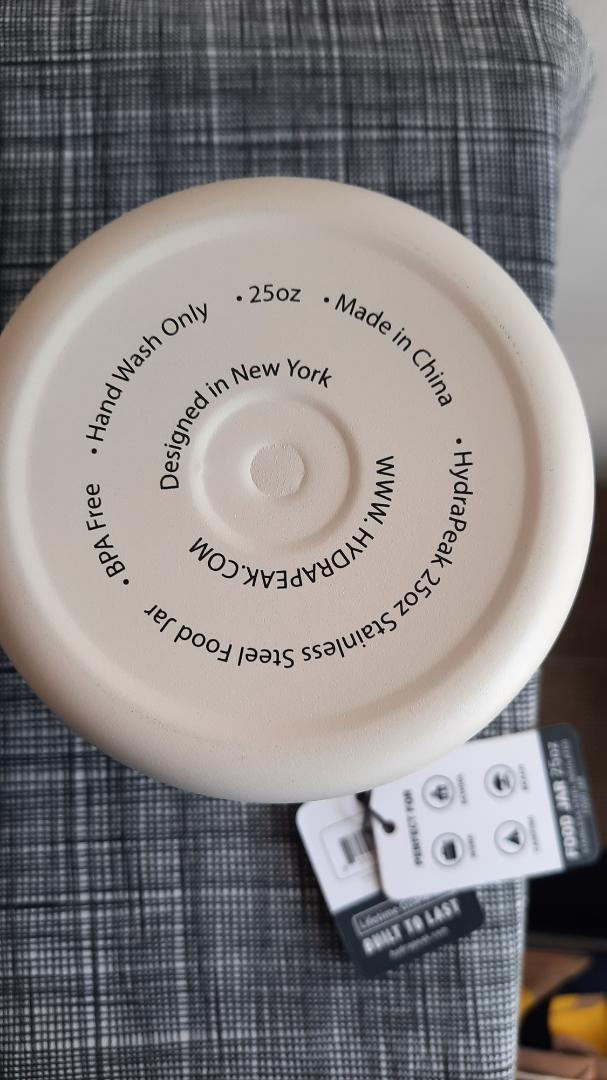 • 25oz • Made in China • HydraPeak 25oz Stainless Steel Food Jar • BPA Free • Hand Wash Only
Designed in New York
WWW.HYDRAPEAK.COM
PERFECT FOR
FOOD JAR 25oz
BUILT TO LAST